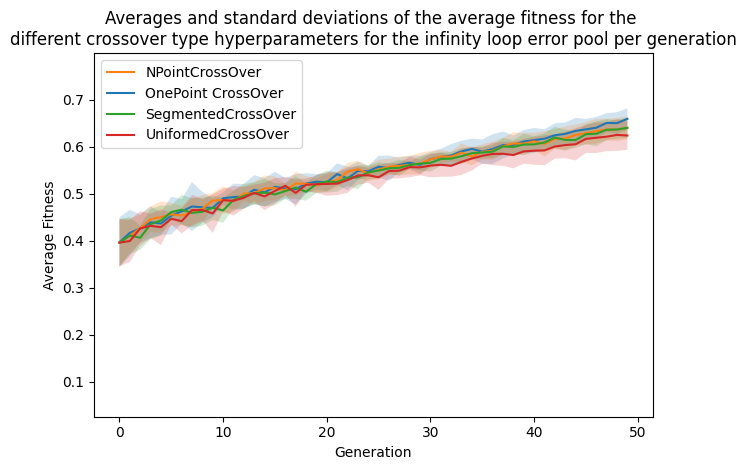 Averages and standard deviations of the average fitness for the
different crossover type hyperparameters for the infinity loop error pool per generation
NPointCrossOver
OnePoint CrossOver
SegmentedCrossOver
UniformedCrossOver
0.7
0.6
0.5
0.4
0.3
0.2
0.1
Average Fitness
0 10 20 30 40 50
Generation